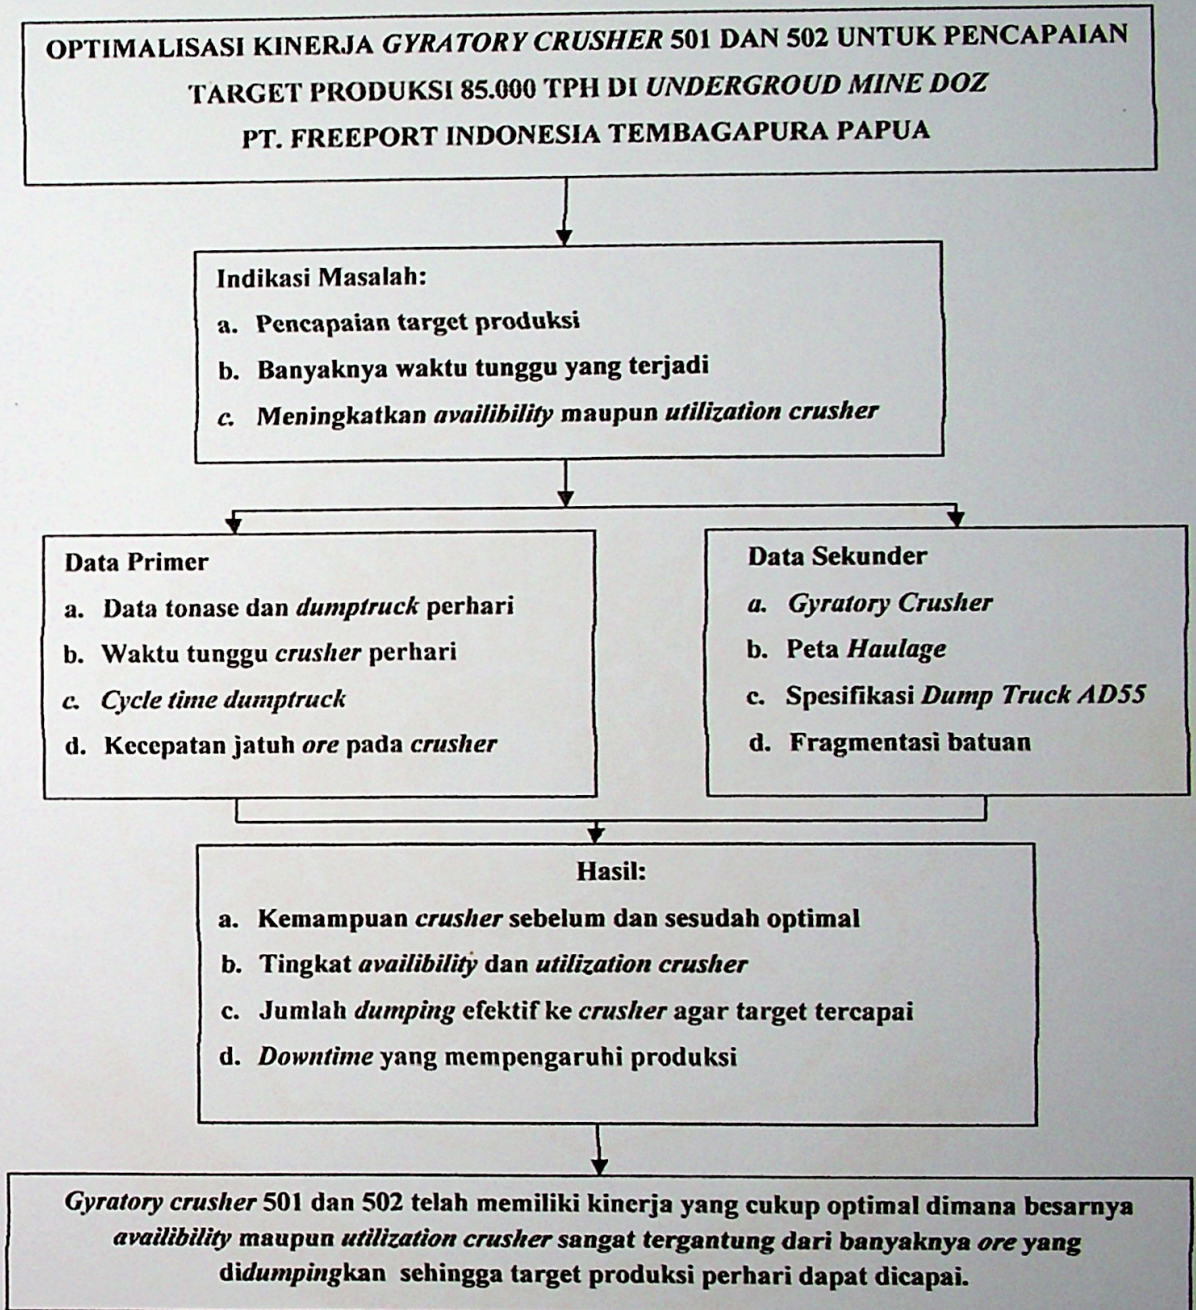 OPTIMALISASI KINERJA GYRATORY CRUSHER 501 DAN 502 UNTUK PENCAPAIAN
TARGET PRODUKSI 85.000 TPH DI UNDERGROUD MINE DOZ
PT. FREEPORT INDONESIA TEMBAGAPURA PAPUA
Indikasi Masalah:
a. Pencapaian target produksi
b. Banyaknya waktu tunggu yang terjadi
c. Meningkatkan availibility maupun utilization crusher
Data Primer
a. Data tonase dan dumptruck perhari
b. Waktu tunggu crusher perhari
c. Cycle time dumptruck
d. Kecepatan jatuh ore pada crusher
Data Sekunder
a. Gyratory Crusher
b. Peta Haulage
c. Spesifikasi Dump Truck AD55
d. Fragmentasi batuan
Hasil:
a. Kemampuan crusher sebelum dan sesudah optimal
b. Tingkat availibility dan utilization crusher
c. Jumlah dumping efektif ke crusher agar target tercapai
d. Downtime yang mempengaruhi produksi
Gyratory crusher 501 dan 502 telah memiliki kinerja yang cukup optimal dimana besarnya
availibility maupun utilization crusher sangat tergantung dari banyaknya ore yang
didumpingkan sehingga target produksi perhari dapat dicapai.